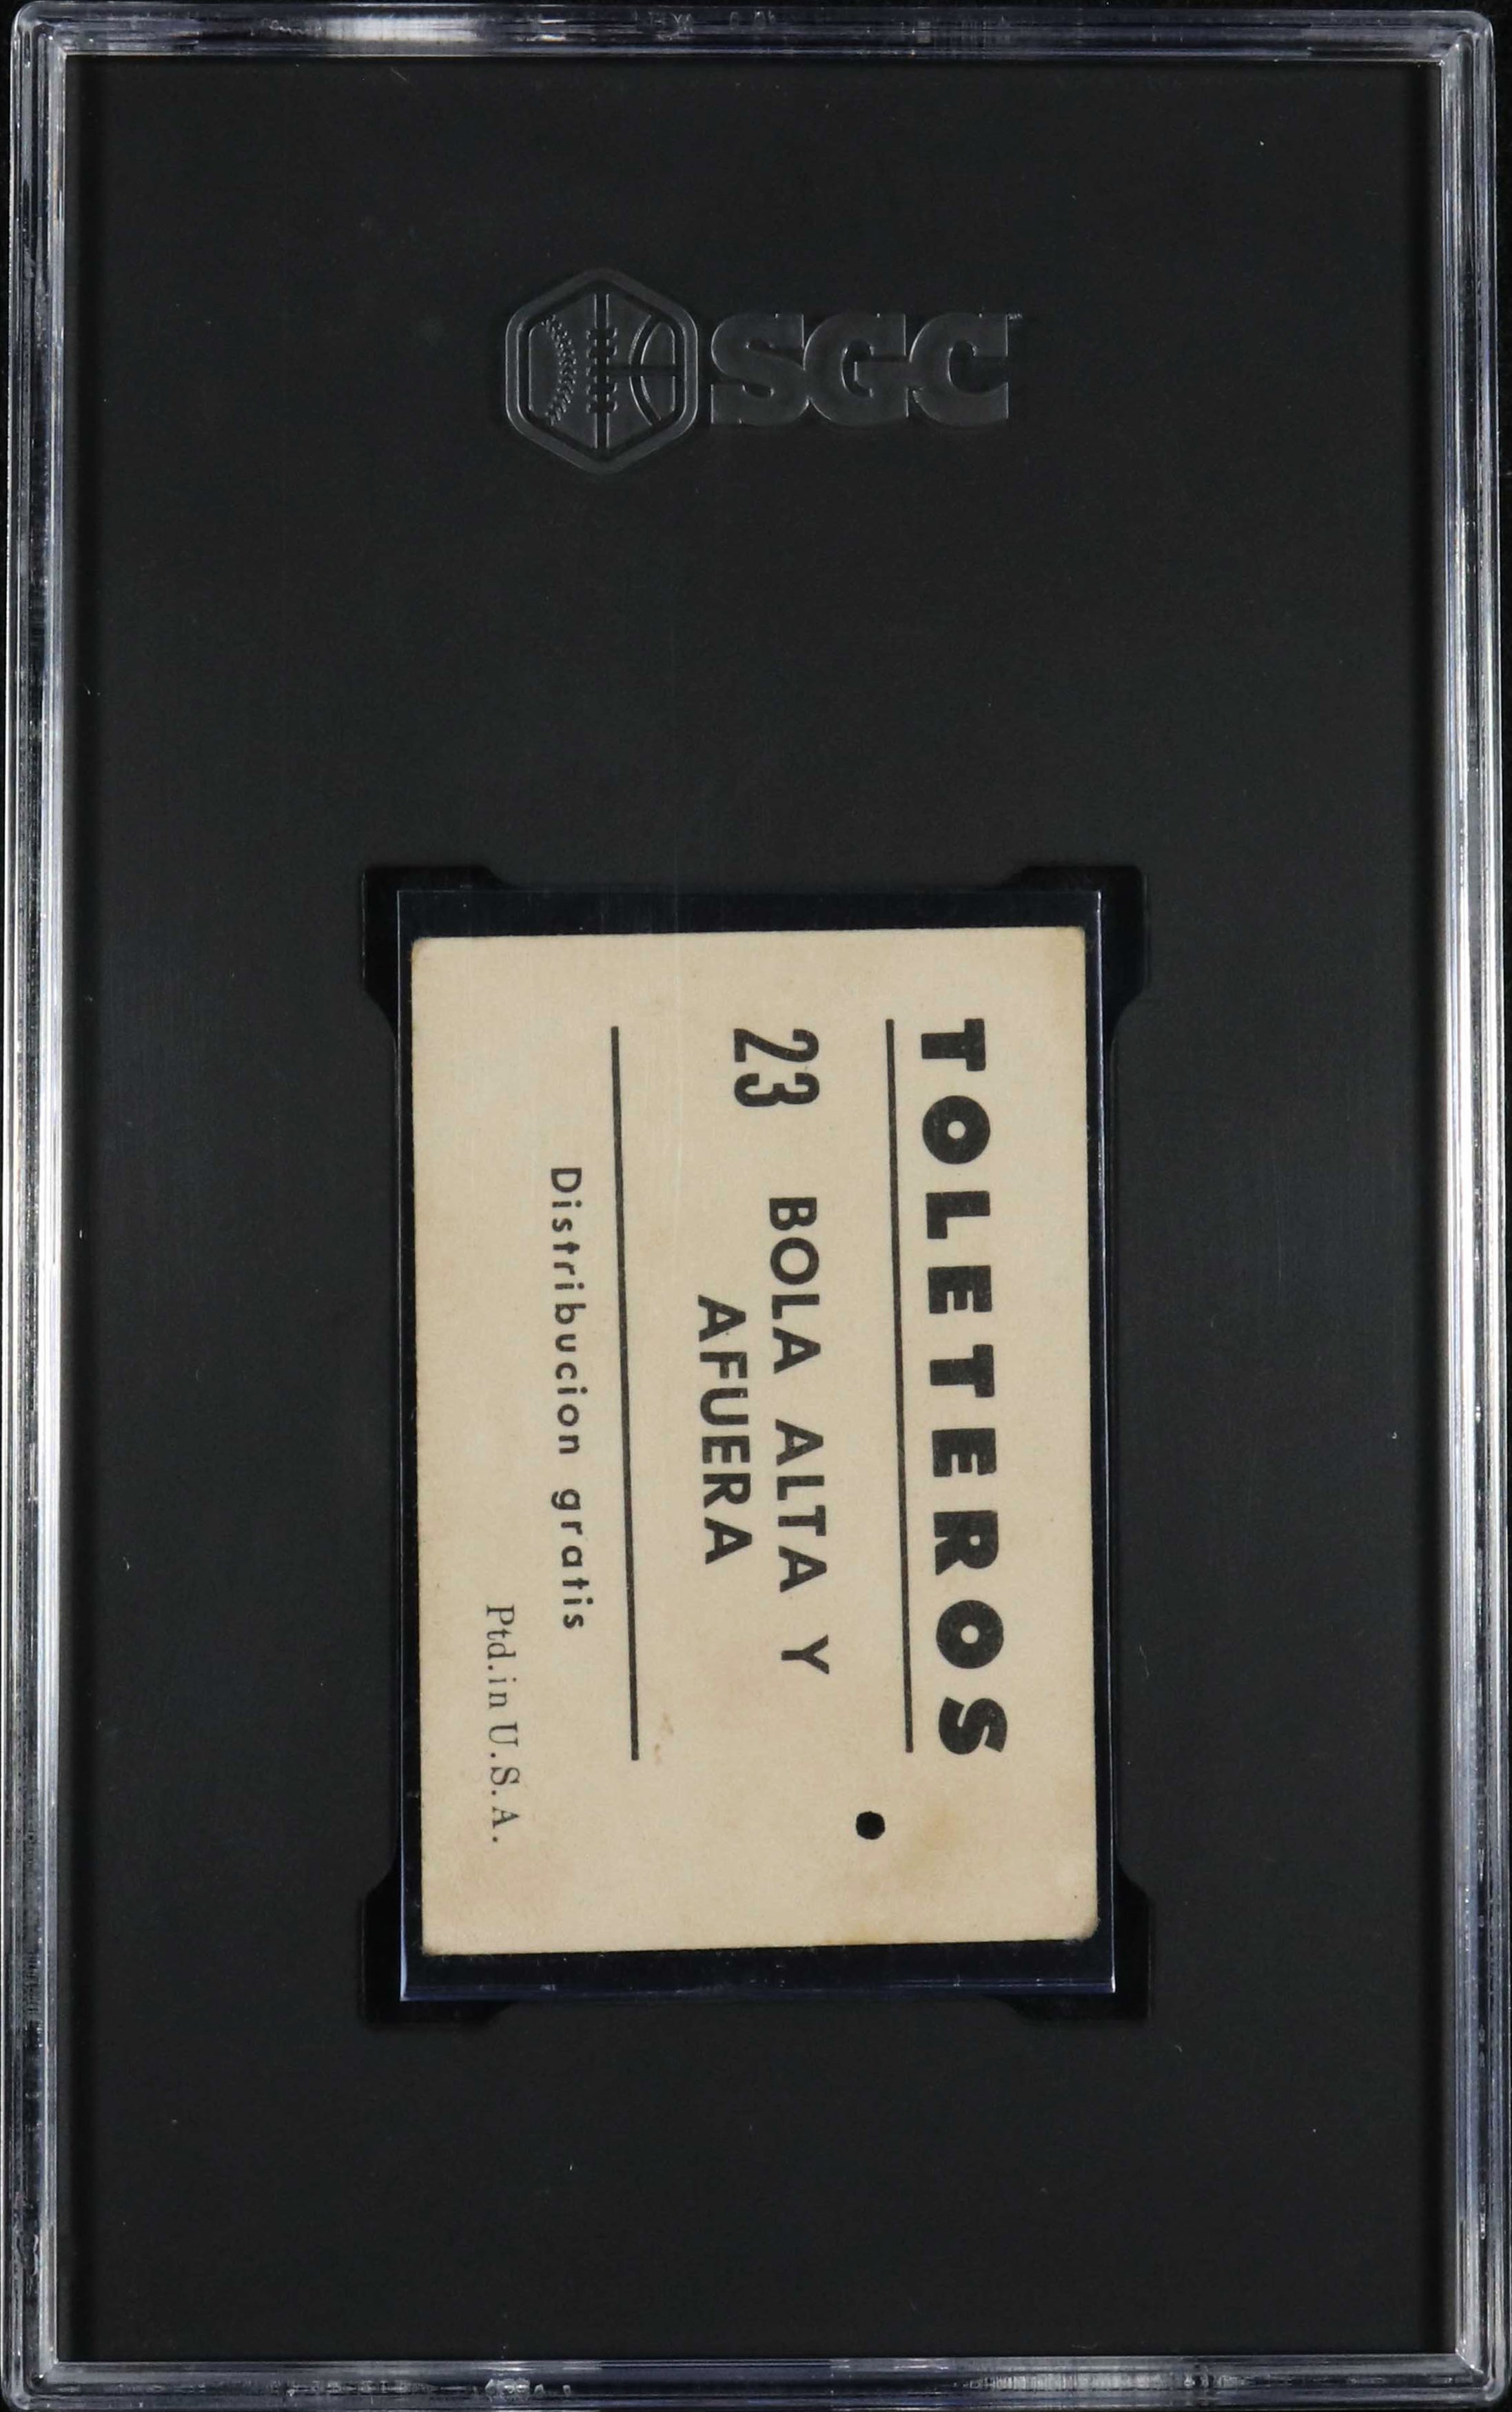 SGC
TOLETEROS
23 BOLA ALTA Y
AFUERA
Distribucion gratis
Ptd. in U.S.A.